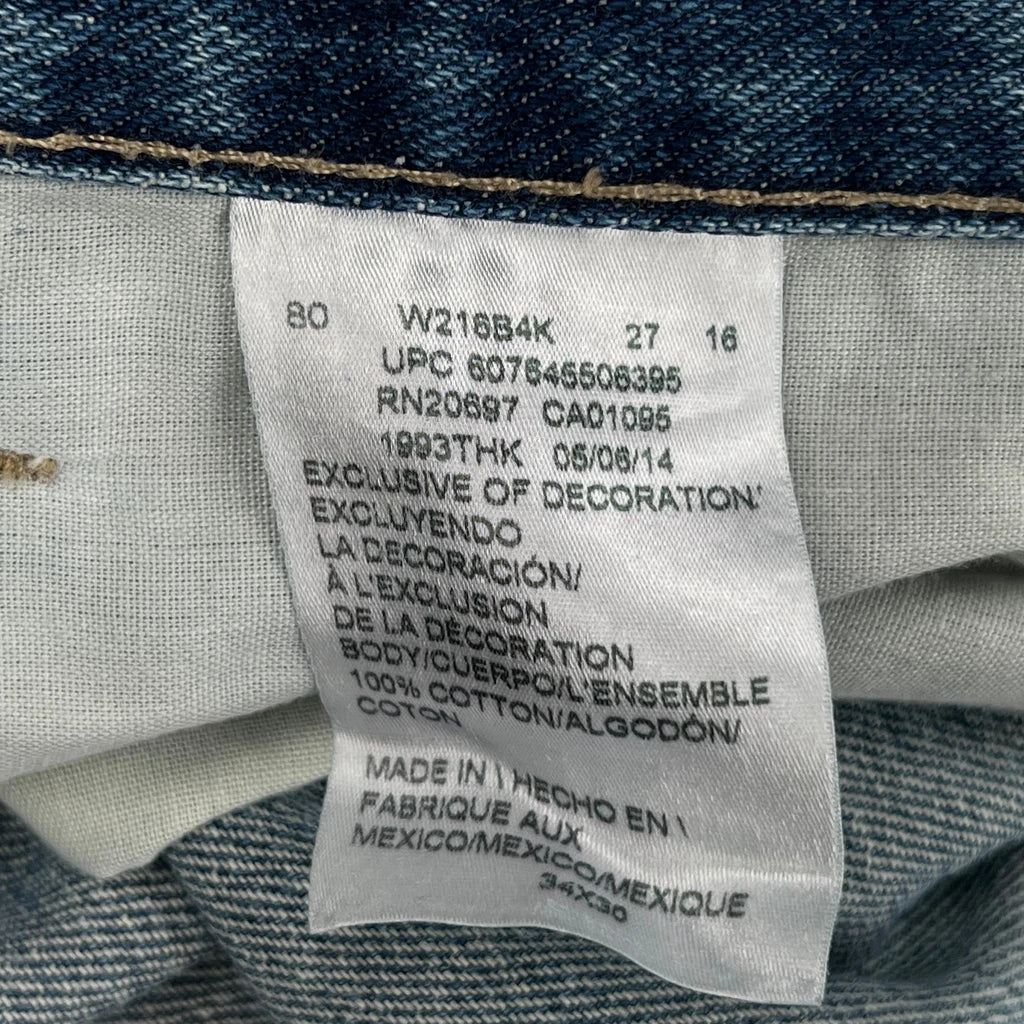 80 W216B4K 27 16
UPC 607645506395
RN20697 CA01095
1993THK 05/06/14
EXCLUSIVE OF DECORATION/
EXCLUYENDO
LA DECORACIÓN/
À L'EXCLUSION
DE LA DÉCORATION
BODY/CUERPO/L'ENSEMBLE
100% COTTON/ALGODÓN/
COTON
MADE IN \ HECHO EN \
FABRIQUE AUX
MEXICO/MEXICO/MEXIQUE
34X30